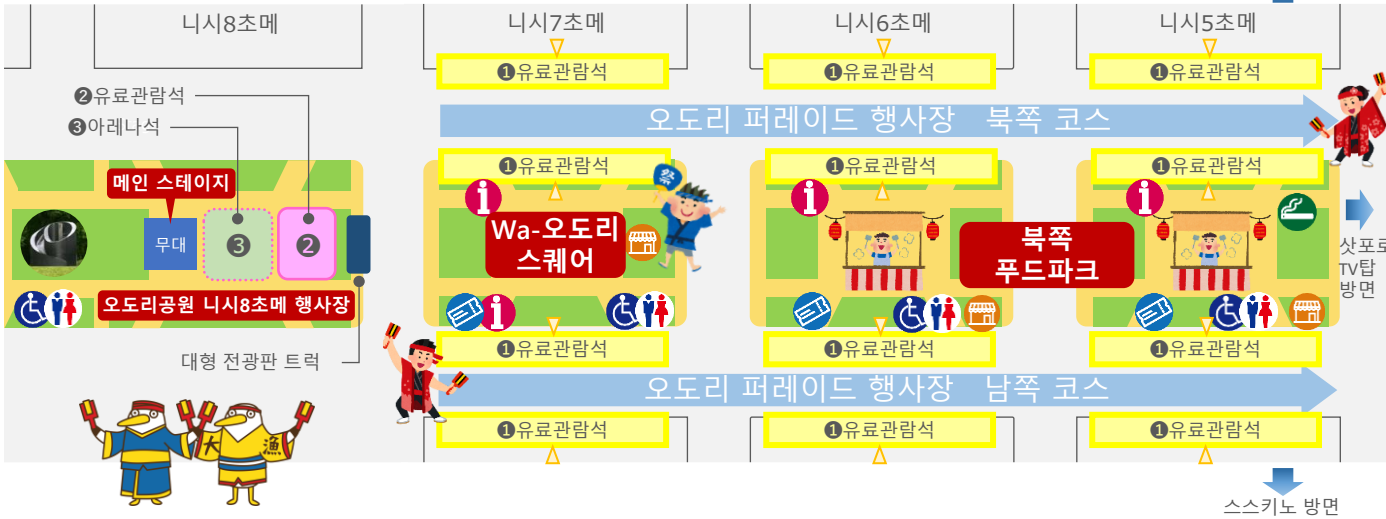 니시8초메
니시7초메
니시6초메
니시5초메
❶유료관람석
❶유료관람석
❶유료관람석
❷유료관람석
❸아레나석
오도리 퍼레이드 행사장 북쪽 코스
❶유료관람석
❶유료관람석
❶유료관람석
메인 스테이지
무대
❸
❷
祭
Wa-오도리
스퀘어
북쪽
푸드파크
삿포로
TV탑
방면
오도리공원 니시8초메 행사장
대형 전광판 트럭
❶유료관람석
❶유료관람석
❶유료관람석
오도리 퍼레이드 행사장 남쪽 코스
❶유료관람석
❶유료관람석
❶유료관람석
大漁
스스키노 방면